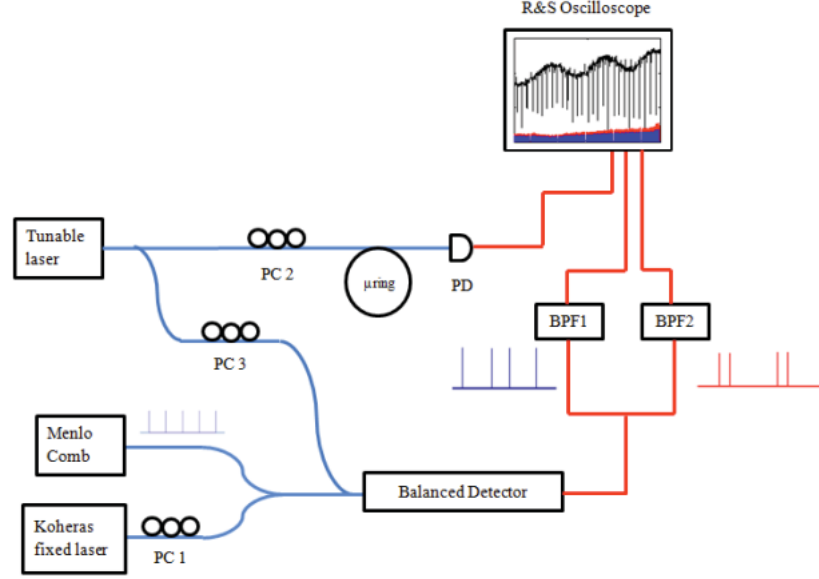 R&S Oscilloscope
Tunable
laser
PC 2
μring
PD
PC 3
BPF1
BPF2
Menlo
Comb
Balanced Detector
Koheras
fixed laser
PC 1